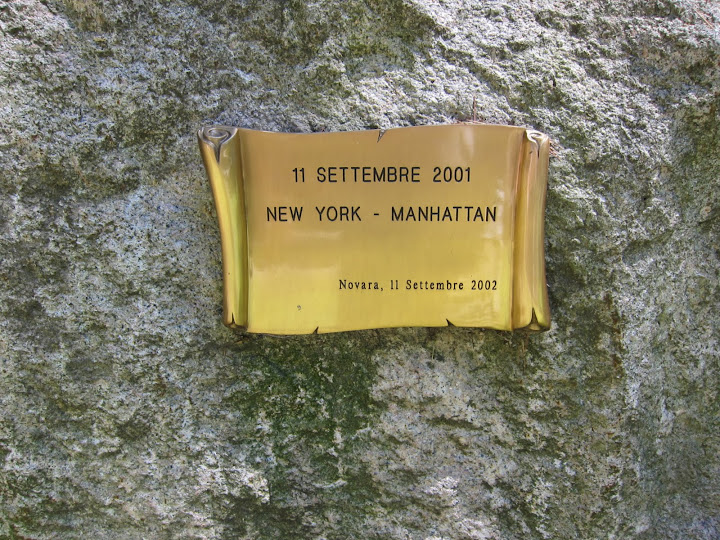 11 SETTEMBRE 2001
NEW YORK - MANHATTAN
Novara, 11 Settembre 2002